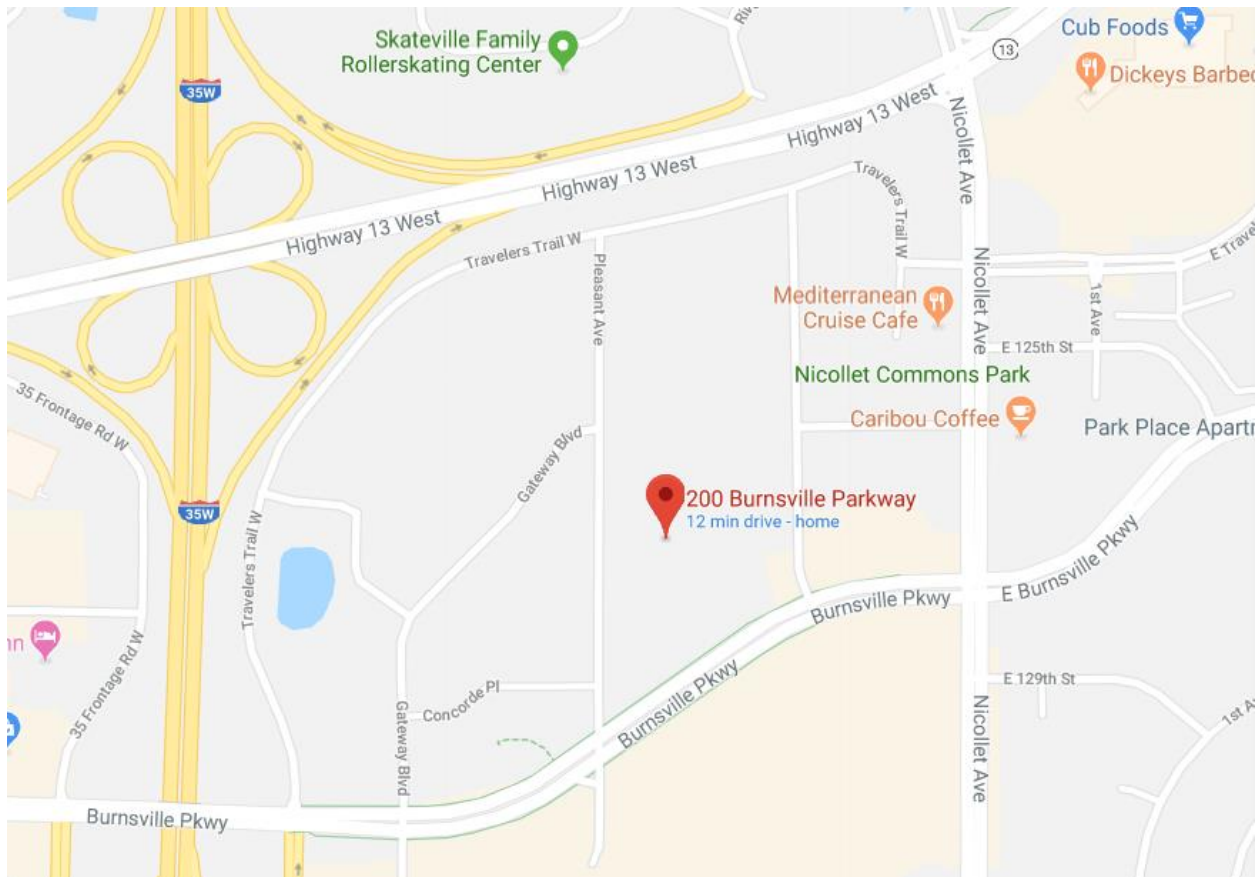 Skateville Family
Rollerskating Center
Cub Foods
Dickeys Barbec
13
35W
Nicollet Ave
Highway 13 West
Highway 13 West
Highway 13 West
Travelers Trail W
Travelers Trail W
Pleasant Ave
Nicollet Ave
E Trave
1st Ave
Mediterranean
Cruise Cafe
E 125th St
Nicollet Commons Park
Caribou Coffee
Park Place Apartm
35 Frontage Rd W
Gateway Blvd
200 Burnsville Parkway
12 min drive - home
35W
Travelers Trail W
Burnsville Pkwy
E Burnsville Pkwy
nn
35 Frontage Rd W
Concorde Pl
Gateway Blvd
Burnsville Pkwy
E 129th St
Nicollet Ave
1st A
Burnsville Pkwy